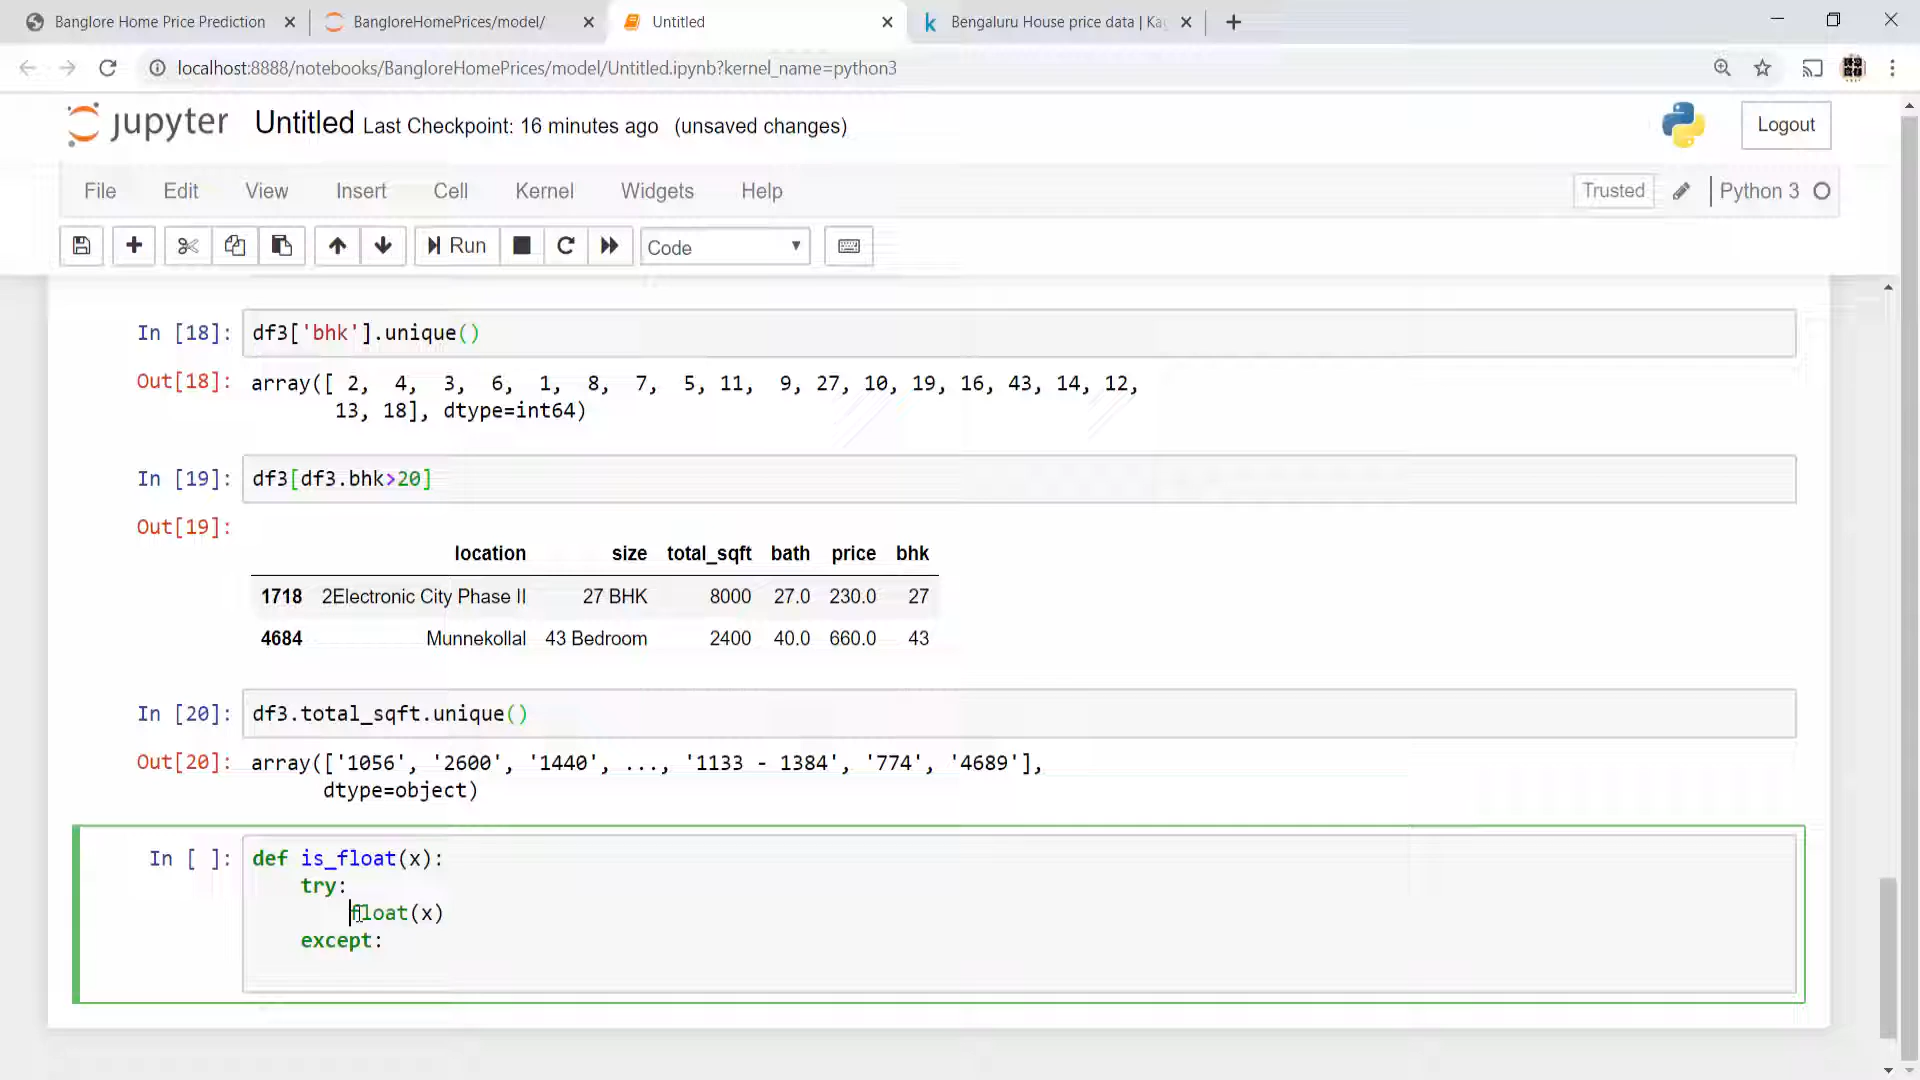 Banglore Home Price Prediction
BangloreHomePrices/model/
Untitled
Bengaluru House price data | Ka
localhost:8888/notebooks/BangloreHomePrices/model/Untitled.ipynb?kernel_name=python3
jupyter Untitled Last Checkpoint: 16 minutes ago (unsaved changes)
Logout
File Edit View Insert Cell Kernel Widgets Help
Trusted Python 3
Run Code
In [18]: df3['bhk'].unique()
Out[18]: array([ 2, 4, 3, 6, 1, 8, 7, 5, 11, 9, 27, 10, 19, 16, 43, 14, 12,
13, 18], dtype=int64)
In [19]: df3[df3.bhk>20]
Out[19]:
location size total_sqft bath price bhk
1718 2Electronic City Phase II 27 BHK 8000 27.0 230.0 27
4684 Munnekollal 43 Bedroom 2400 40.0 660.0 43
In [20]: df3.total_sqft.unique()
Out[20]: array(['1056', '2600', '1440', ..., '1133 - 1384', '774', '4689'],
dtype=object)
In [ ]: def is_float(x):
try:
float(x)
except: